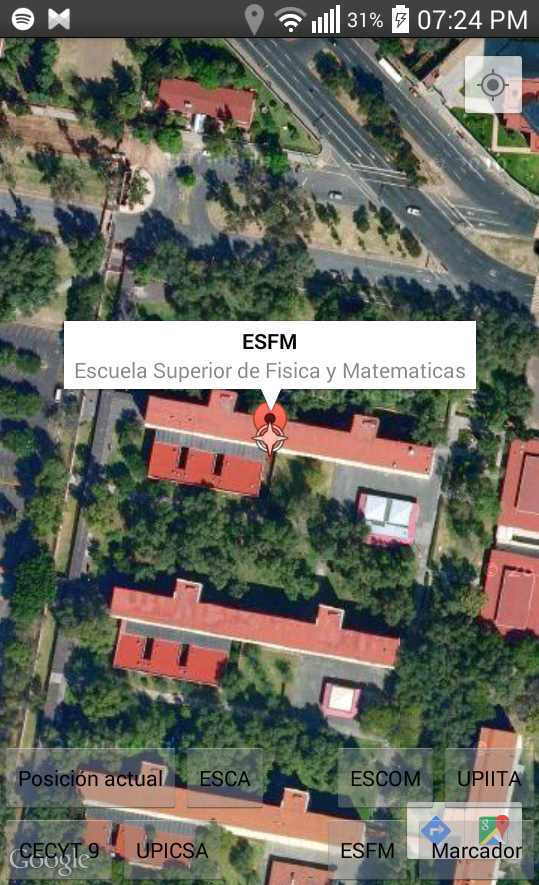 31% 07:24 PM
ESFM
Escuela Superior de Fisica y Matematicas
Posición actual ESCA ESCOM UPIITA
CECYT 9 UPICSA ESFM Marcador
Google